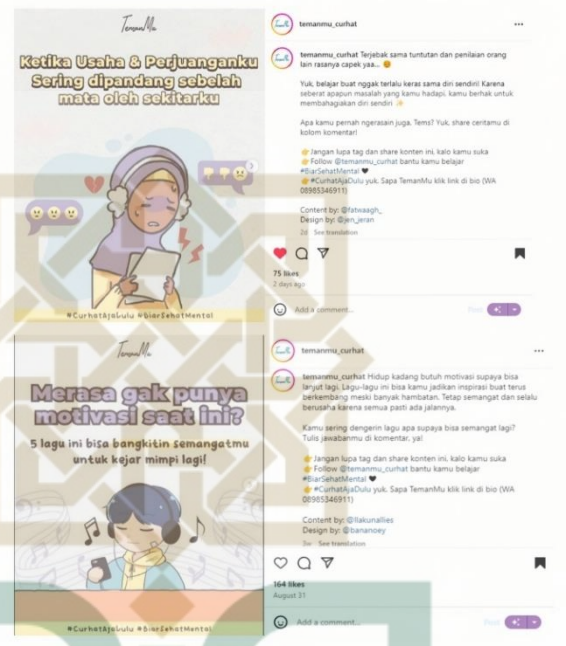 TemanMu
Ketika Usaha & Perjuanganku
Sering dipandang sebelah
mata oleh sekitarku
#CurhatAjaDulu #BiarSehatMental
temanmu_curhat
temanmu_curhat Terjebak sama tuntutan dan penilaian orang
lain rasanya capek yaa...
Yuk, belajar buat nggak terlalu keras sama diri sendiri! Karena
seberat apapun masalah yang kamu hadapi, kamu berhak untuk
membahagiakan diri sendiri
Apa kamu pernah ngerasain juga, Tems? Yuk, share ceritamu di
kolom komentar!
Jangan lupa tag dan share konten ini, kalo kamu suka
Follow @temanmu_curhat bantu kamu belajar
#BiarSehatMental
#CurhatAjaDulu yuk. Sapa TemanMu klik link di bio (WA
08985346911)
Content by: @fatwaagh_
Design by: @jen_jeran
2d See translation
75 likes
2 days ago
Add a comment...
Post
TemanMu
Merasa gak punya
motivasi saat ini?
5 lagu ini bisa bangkitin semangatmu
untuk kejar mimpi lagi!
#CurhatAjaDulu #BiarSehatMental
temanmu_curhat
temanmu_curhat Hidup kadang butuh motivasi supaya bisa
lanjut lagi. Lagu-lagu ini bisa kamu jadikan inspirasi buat terus
berkembang meski banyak hambatan. Tetap semangat dan selalu
berusaha karena semua pasti ada jalannya.
Kamu sering dengerin lagu apa supaya bisa semangat lagi?
Tulis jawabanmu di komentar, ya!
Jangan lupa tag dan share konten ini, kalo kamu suka
Follow @temanmu_curhat bantu kamu belajar
#BiarSehatMental
#CurhatAjaDulu yuk. Sapa TemanMu klik link di bio (WA
08985346911)
Content by: @llakunallies
Design by: @bananoey
3w See translation
164 likes
August 31
Add a comment...
Post